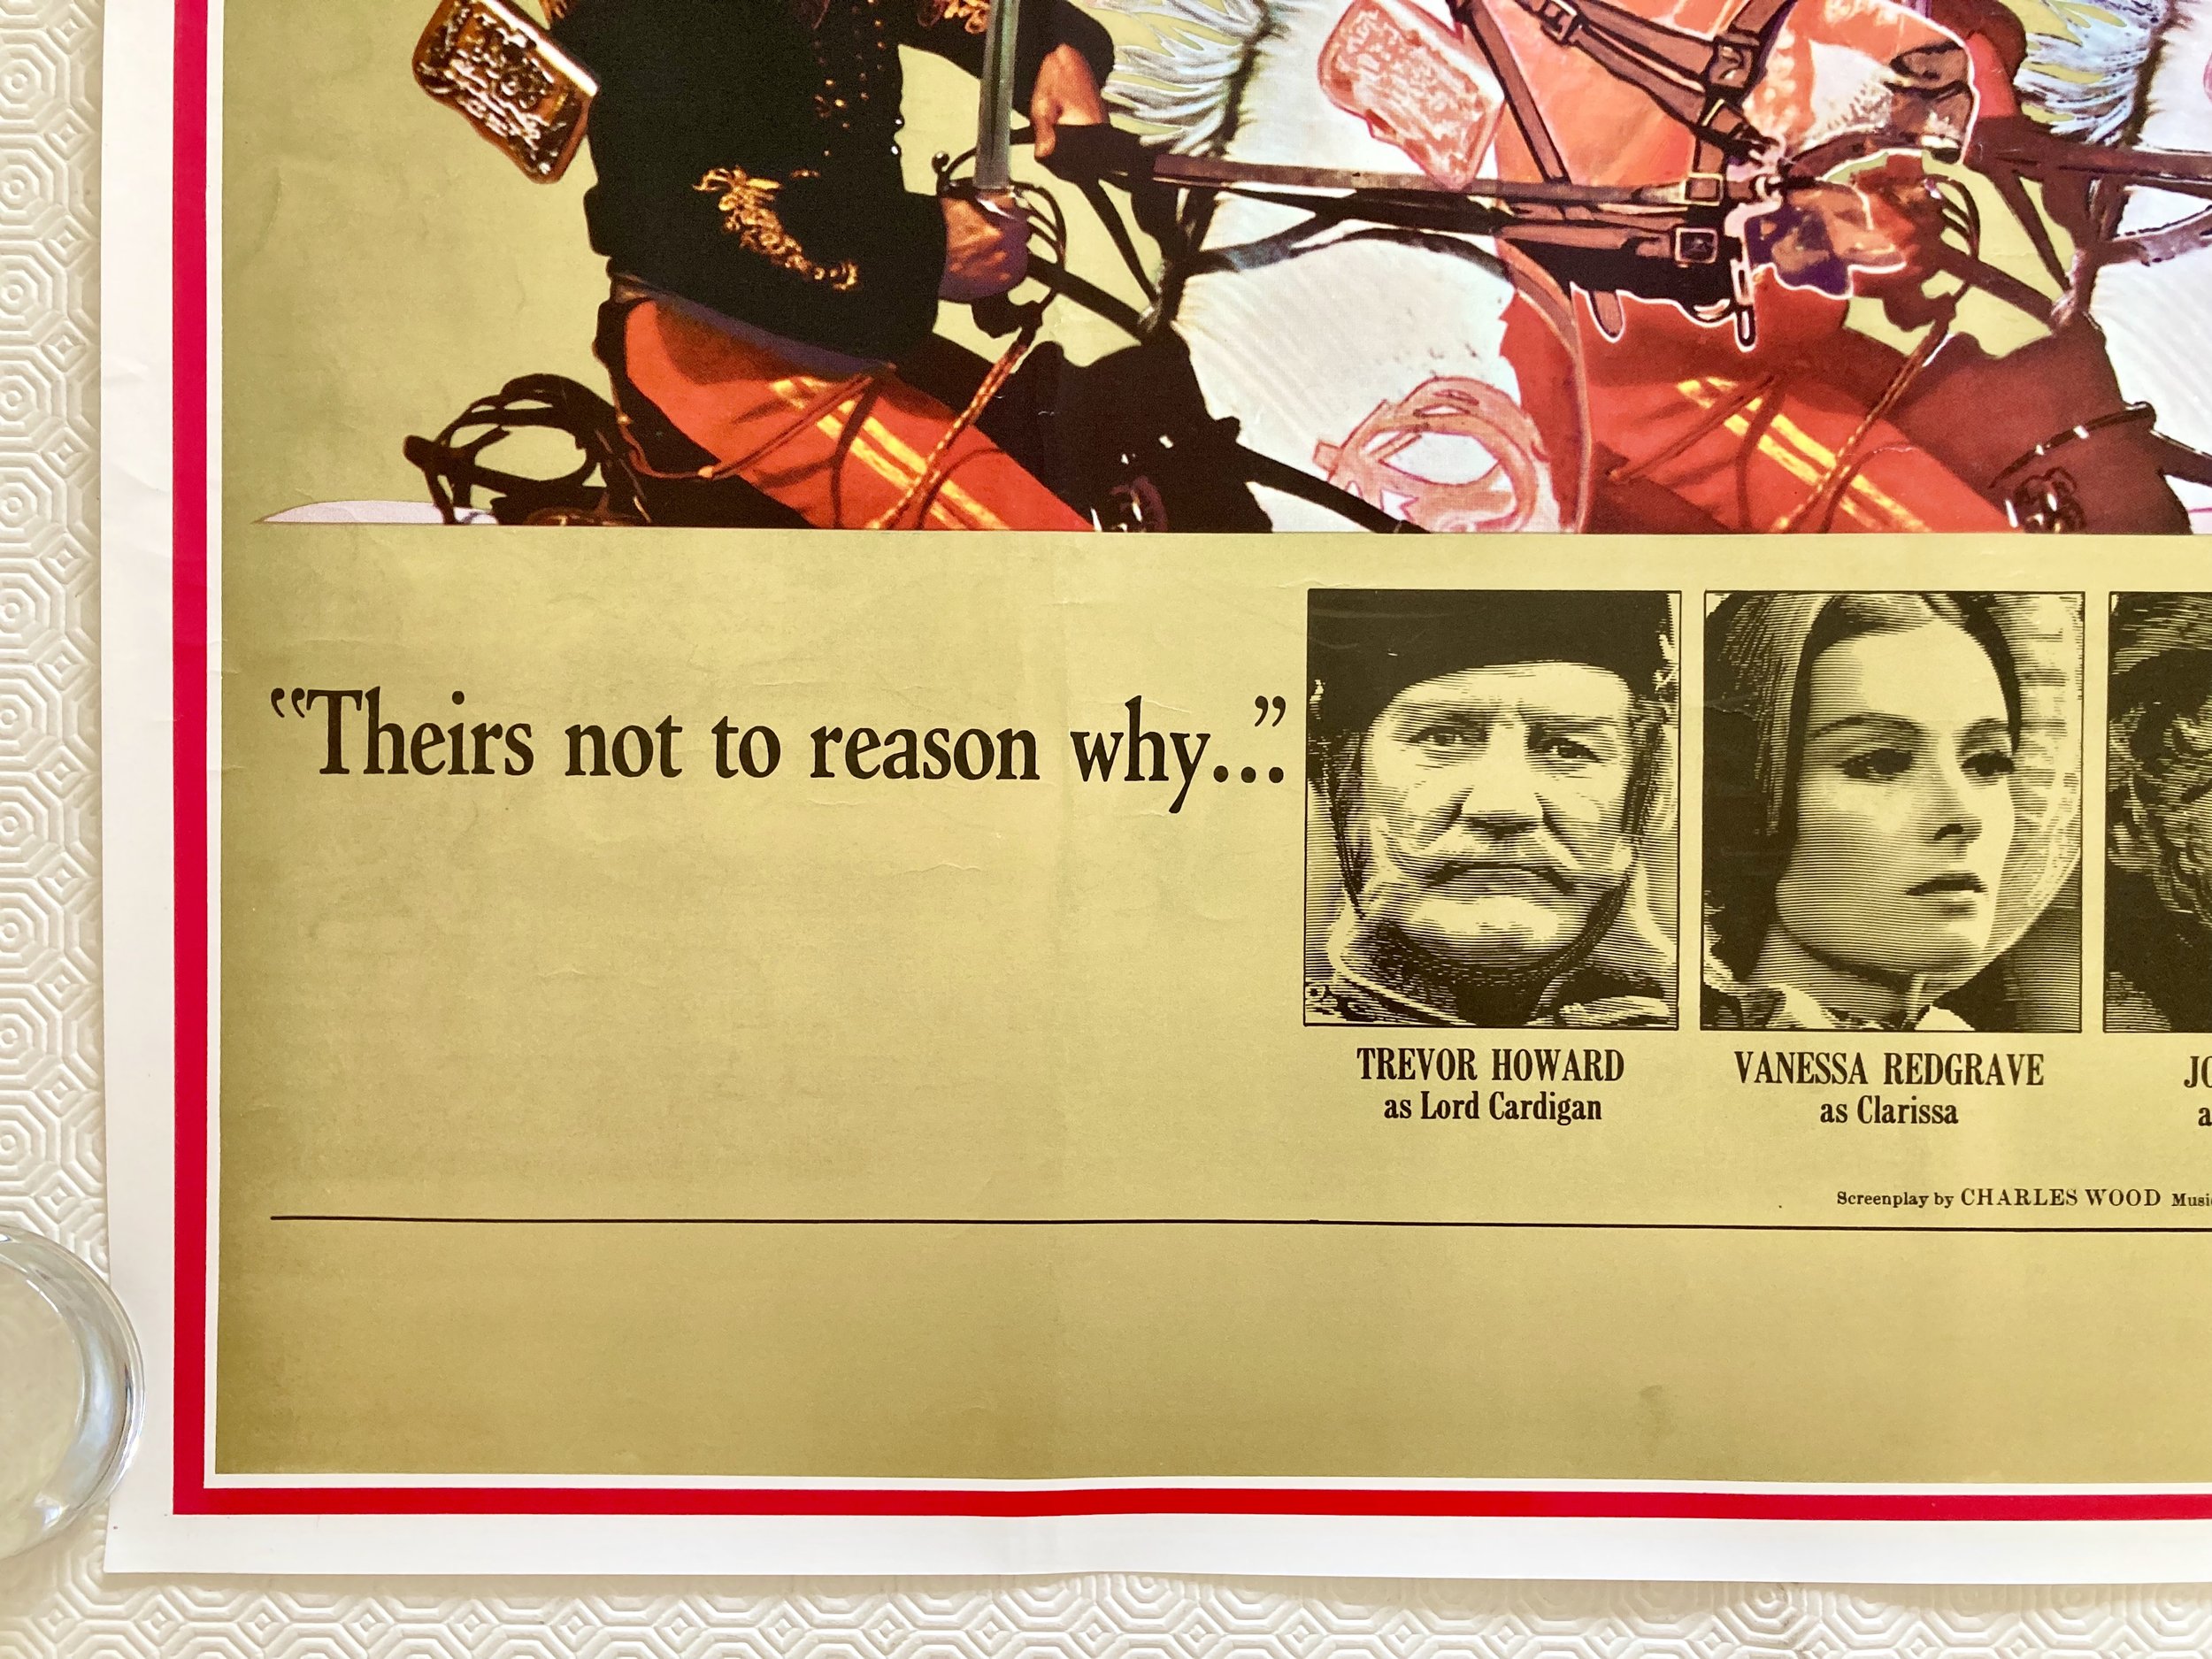 “Theirs not to reason why...”
TREVOR HOWARD
as Lord Cardigan
VANESSA REDGRAVE
as Clarissa
Screenplay by CHARLES WOOD